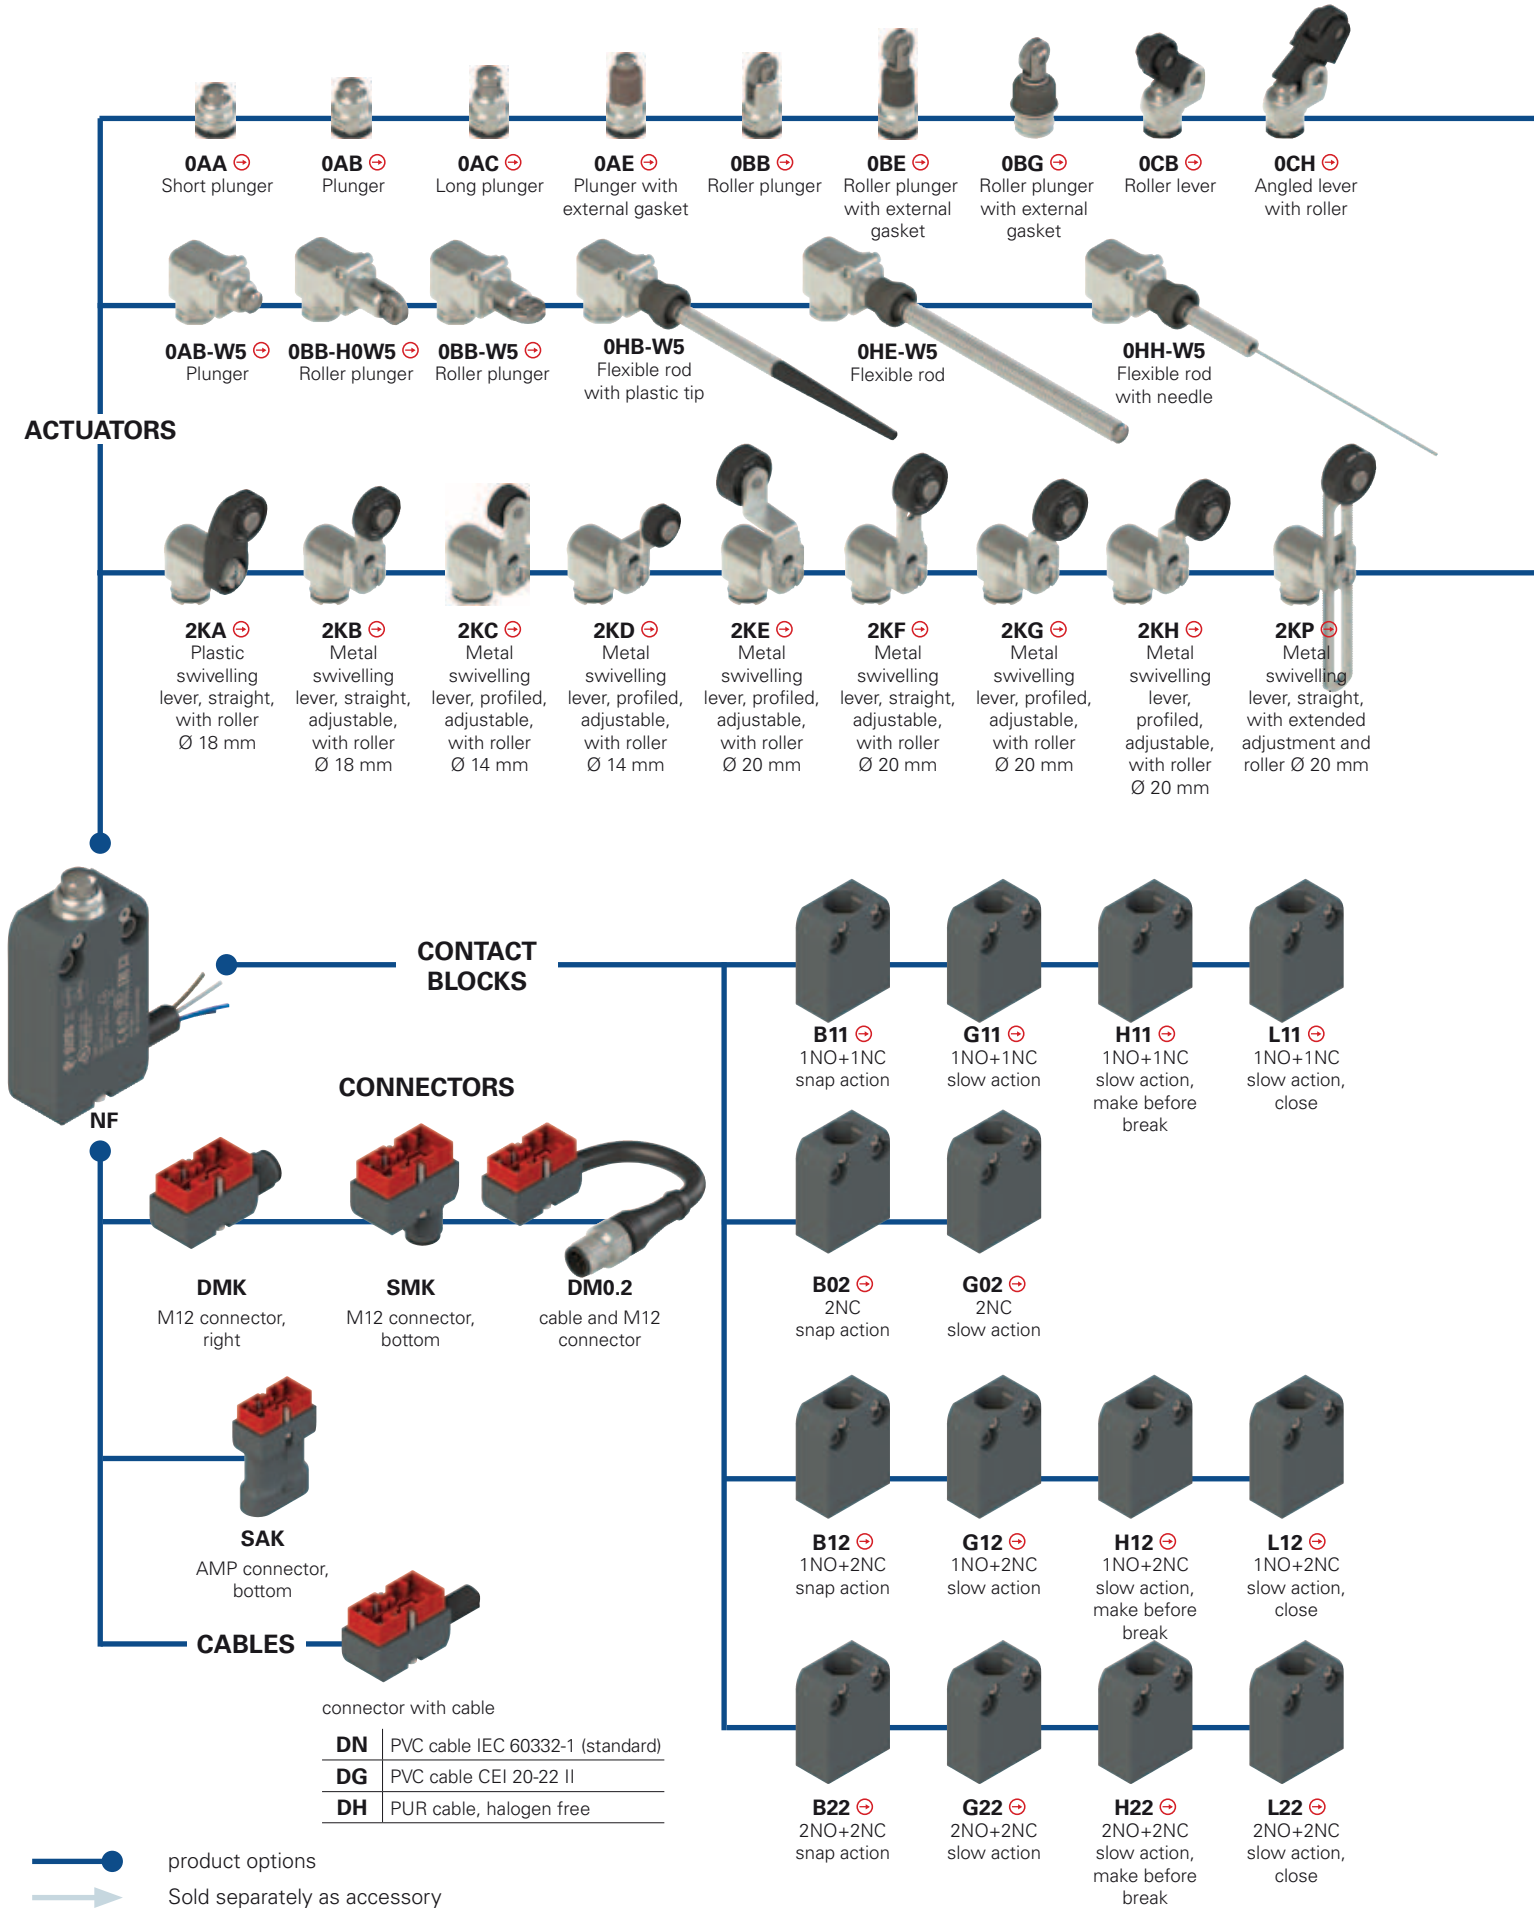 0AA
Short plunger
0AB
Plunger
0AC
Long plunger
0AE
Plunger with
external gasket
0BB
Roller plunger
0BE
Roller plunger
with external
gasket
0BG
Roller plunger
with external
gasket
0CB
Roller lever
0CH
Angled lever
with roller
0AB-W5
Plunger
0BB-H0W5
Roller plunger
0BB-W5
Roller plunger
0HB-W5
Flexible rod
with plastic tip
0HE-W5
Flexible rod
0HH-W5
Flexible rod
with needle
ACTUATORS
2KA
Plastic
swivelling
lever, straight,
with roller
Ø 18 mm
2KB
Metal
swivelling
lever, straight,
adjustable,
with roller
Ø 18 mm
2KC
Metal
swivelling
lever, profiled,
adjustable,
with roller
Ø 14 mm
2KD
Metal
swivelling
lever, profiled,
adjustable,
with roller
Ø 14 mm
2KE
Metal
swivelling
lever, profiled,
adjustable,
with roller
Ø 20 mm
2KF
Metal
swivelling
lever, straight,
adjustable,
with roller
Ø 20 mm
2KG
Metal
swivelling
lever, profiled,
adjustable,
with roller
Ø 20 mm
2KH
Metal
swivelling
lever,
profiled,
adjustable,
with roller
Ø 20 mm
2KP
Metal
swivelling
lever, straight,
with extended
adjustment and
roller Ø 20 mm
NF
CONTACT
BLOCKS
B11
1NO+1NC
snap action
G11
1NO+1NC
slow action
H11
1NO+1NC
slow action,
make before
break
L11
1NO+1NC
slow action,
close
B02
2NC
snap action
G02
2NC
slow action
B12
1NO+2NC
snap action
G12
1NO+2NC
slow action
H12
1NO+2NC
slow action,
make before
break
L12
1NO+2NC
slow action,
close
B22
2NO+2NC
snap action
G22
2NO+2NC
slow action
H22
2NO+2NC
slow action,
make before
break
L22
2NO+2NC
slow action,
close
CONNECTORS
DMK
M12 connector,
right
SMK
M12 connector,
bottom
DM0.2
cable and M12
connector
SAK
AMP connector,
bottom
CABLES
connector with cable
DN PVC cable IEC 60332-1 (standard)
DG PVC cable CEI 20-22 II
DH PUR cable, halogen free
product options
Sold separately as accessory